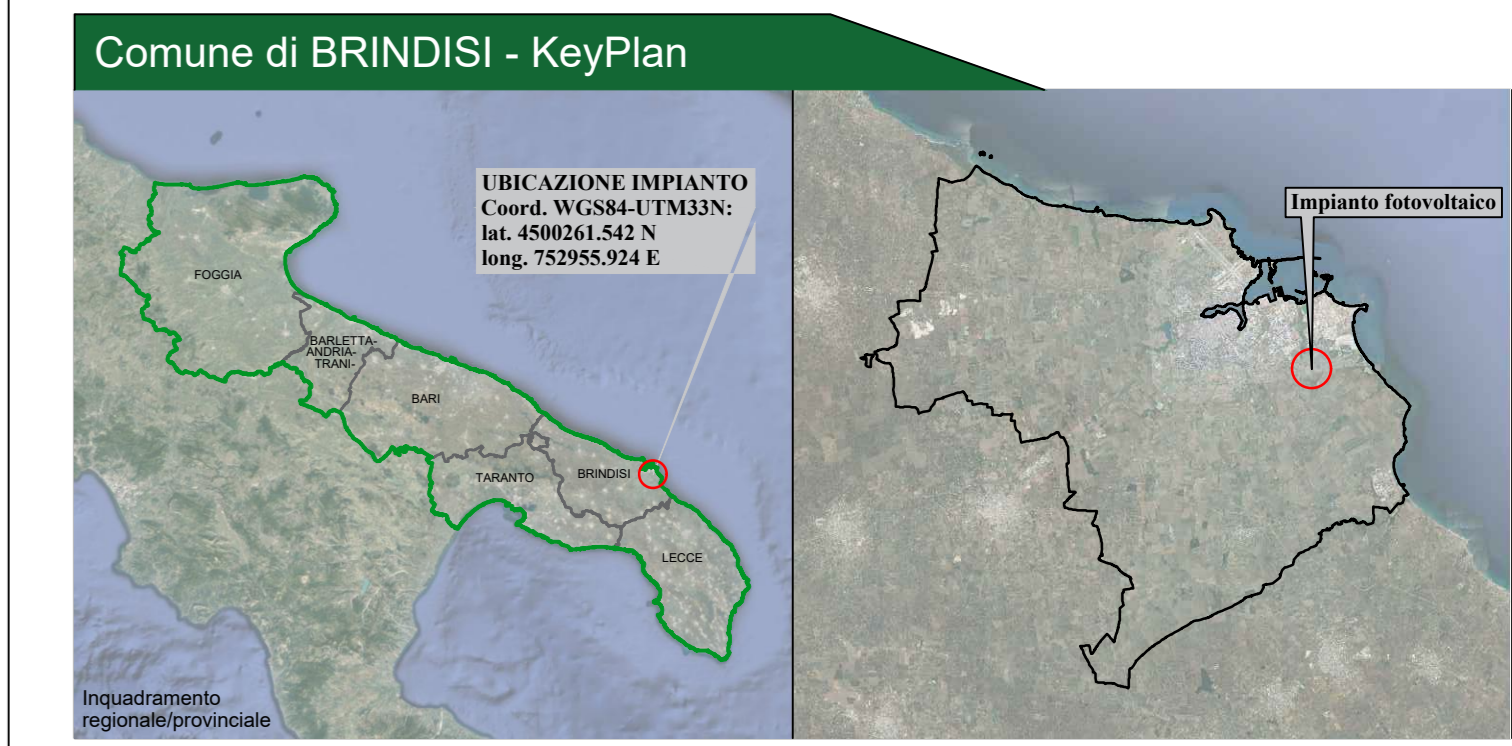 Comune di BRINDISI - KeyPlan
UBICAZIONE IMPIANTO
Coord. WGS84-UTM33N:
lat. 4500261.542 N
long. 752955.924 E
FOGGIA
BARLETTA-
ANDRIA-
TRANI-
BARI
TARANTO
BRINDISI
LECCE
Inquadramento
regionale/provinciale
Impianto fotovoltaico